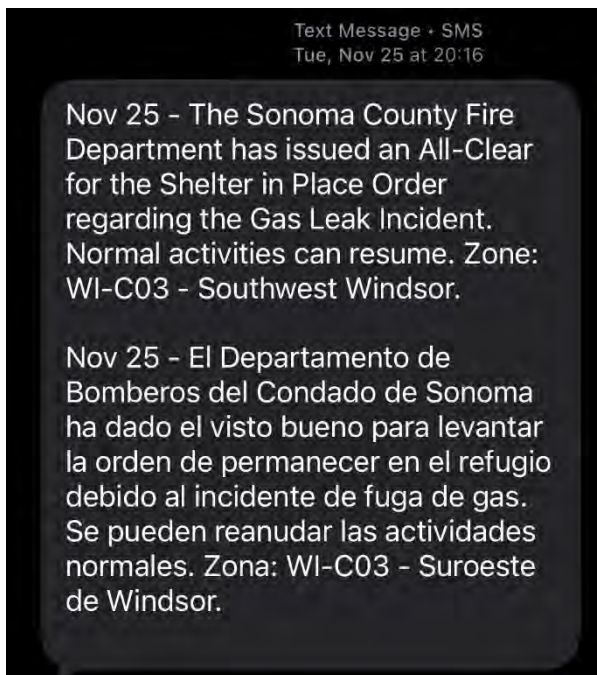 Text Message • SMS
Tue, Nov 25 at 20:16
Nov 25 - The Sonoma County Fire
Department has issued an All-Clear
for the Shelter in Place Order
regarding the Gas Leak Incident.
Normal activities can resume. Zone:
WI-C03 - Southwest Windsor.
Nov 25 - El Departamento de
Bomberos del Condado de Sonoma
ha dado el visto bueno para levantar
la orden de permanecer en el refugio
debido al incidente de fuga de gas.
Se pueden reanudar las actividades
normales. Zona: WI-C03 - Suroeste
de Windsor.